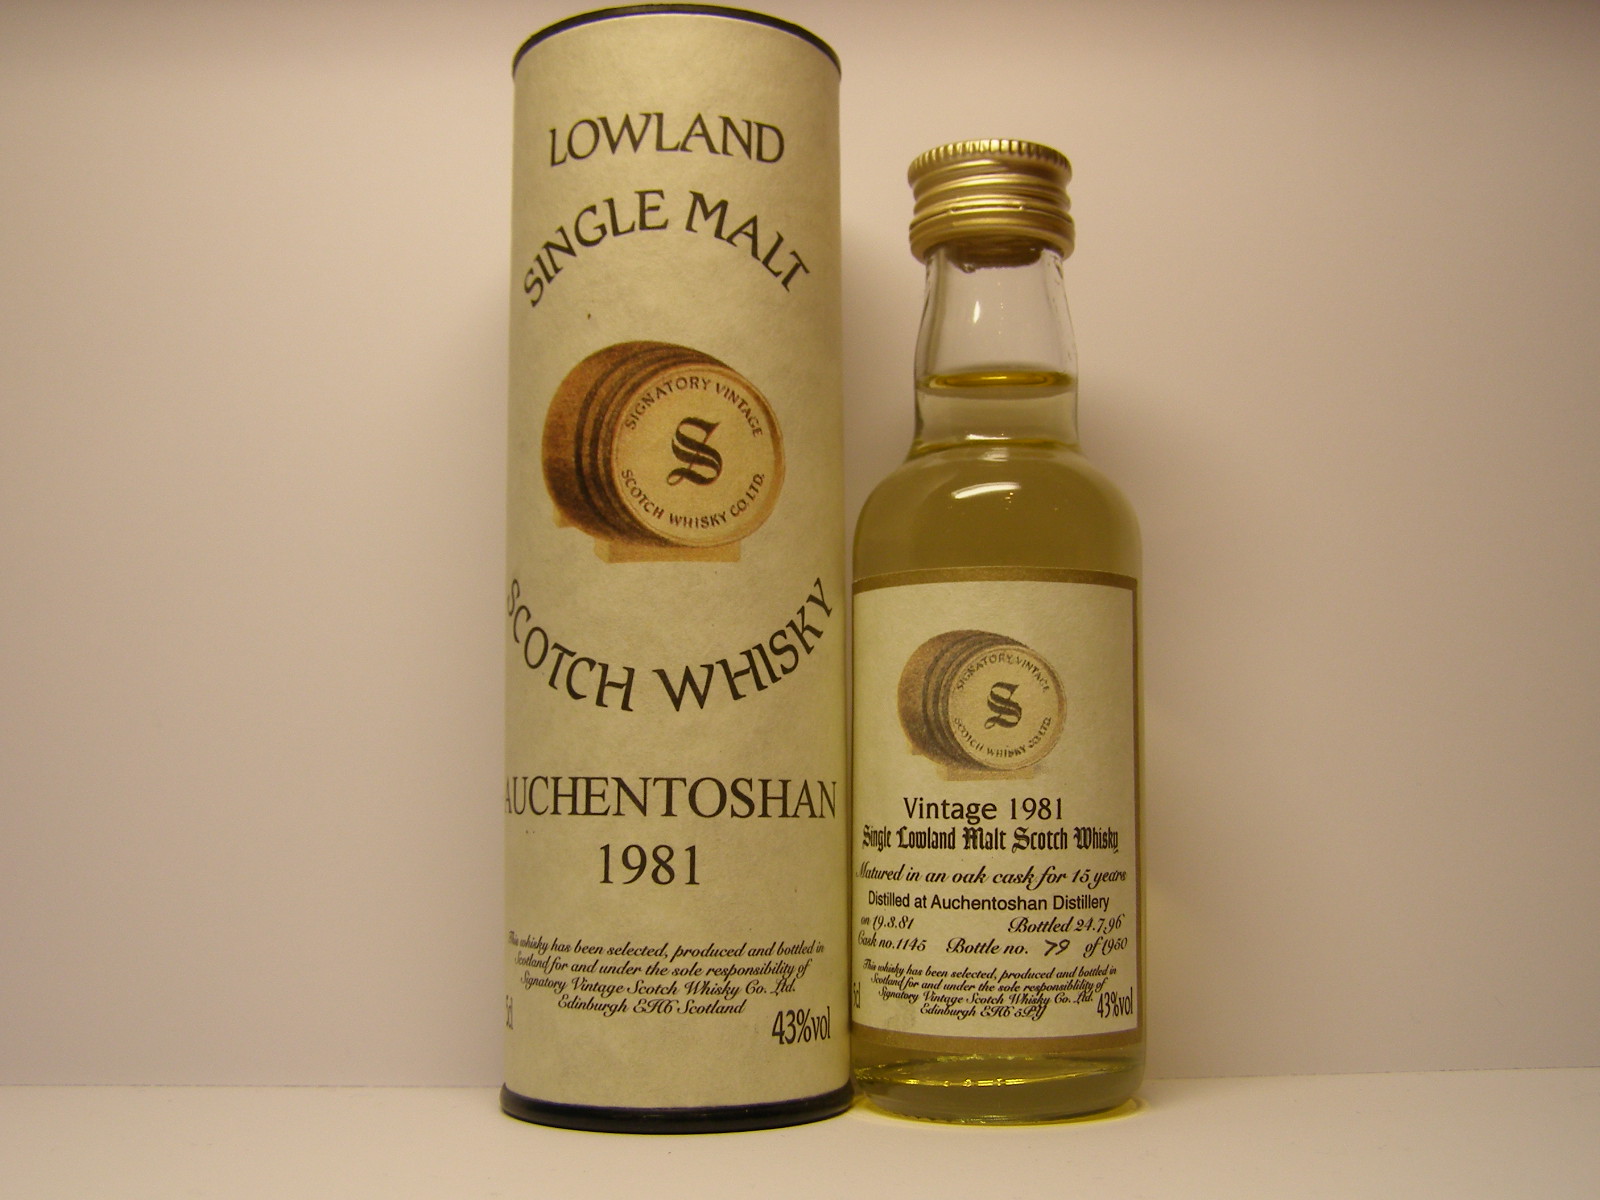 LOWLAND
SINGLE MALT
SIGNATORY VINTAGE
S
SCOTCH WHISKY CO. LTD.
SCOTCH WHISKY
AUCHENTOSHAN
1981
This whisky has been selected, produced and bottled in
Scotland for and under the sole responsibility of
Signatory Vintage Scotch Whisky Co. Ltd.
Edinburgh EH6 Scotland
5cl
43%vol
SIGNATORY VINTAGE
S
SCOTCH WHISKY CO. LTD.
Vintage 1981
Single Lowland Malt Scotch Whisky
Matured in an oak cask for 15 years
Distilled at Auchentoshan Distillery
on 19.3.81 Bottled 24.7.96
Cask no. 1145 Bottle no. 79 of 1950
This whisky has been selected, produced and bottled in
Scotland for and under the sole responsiblility of
Signatory Vintage Scotch Whisky Co. Ltd.
Edinburgh EH6 5PY
5cl
43%vol